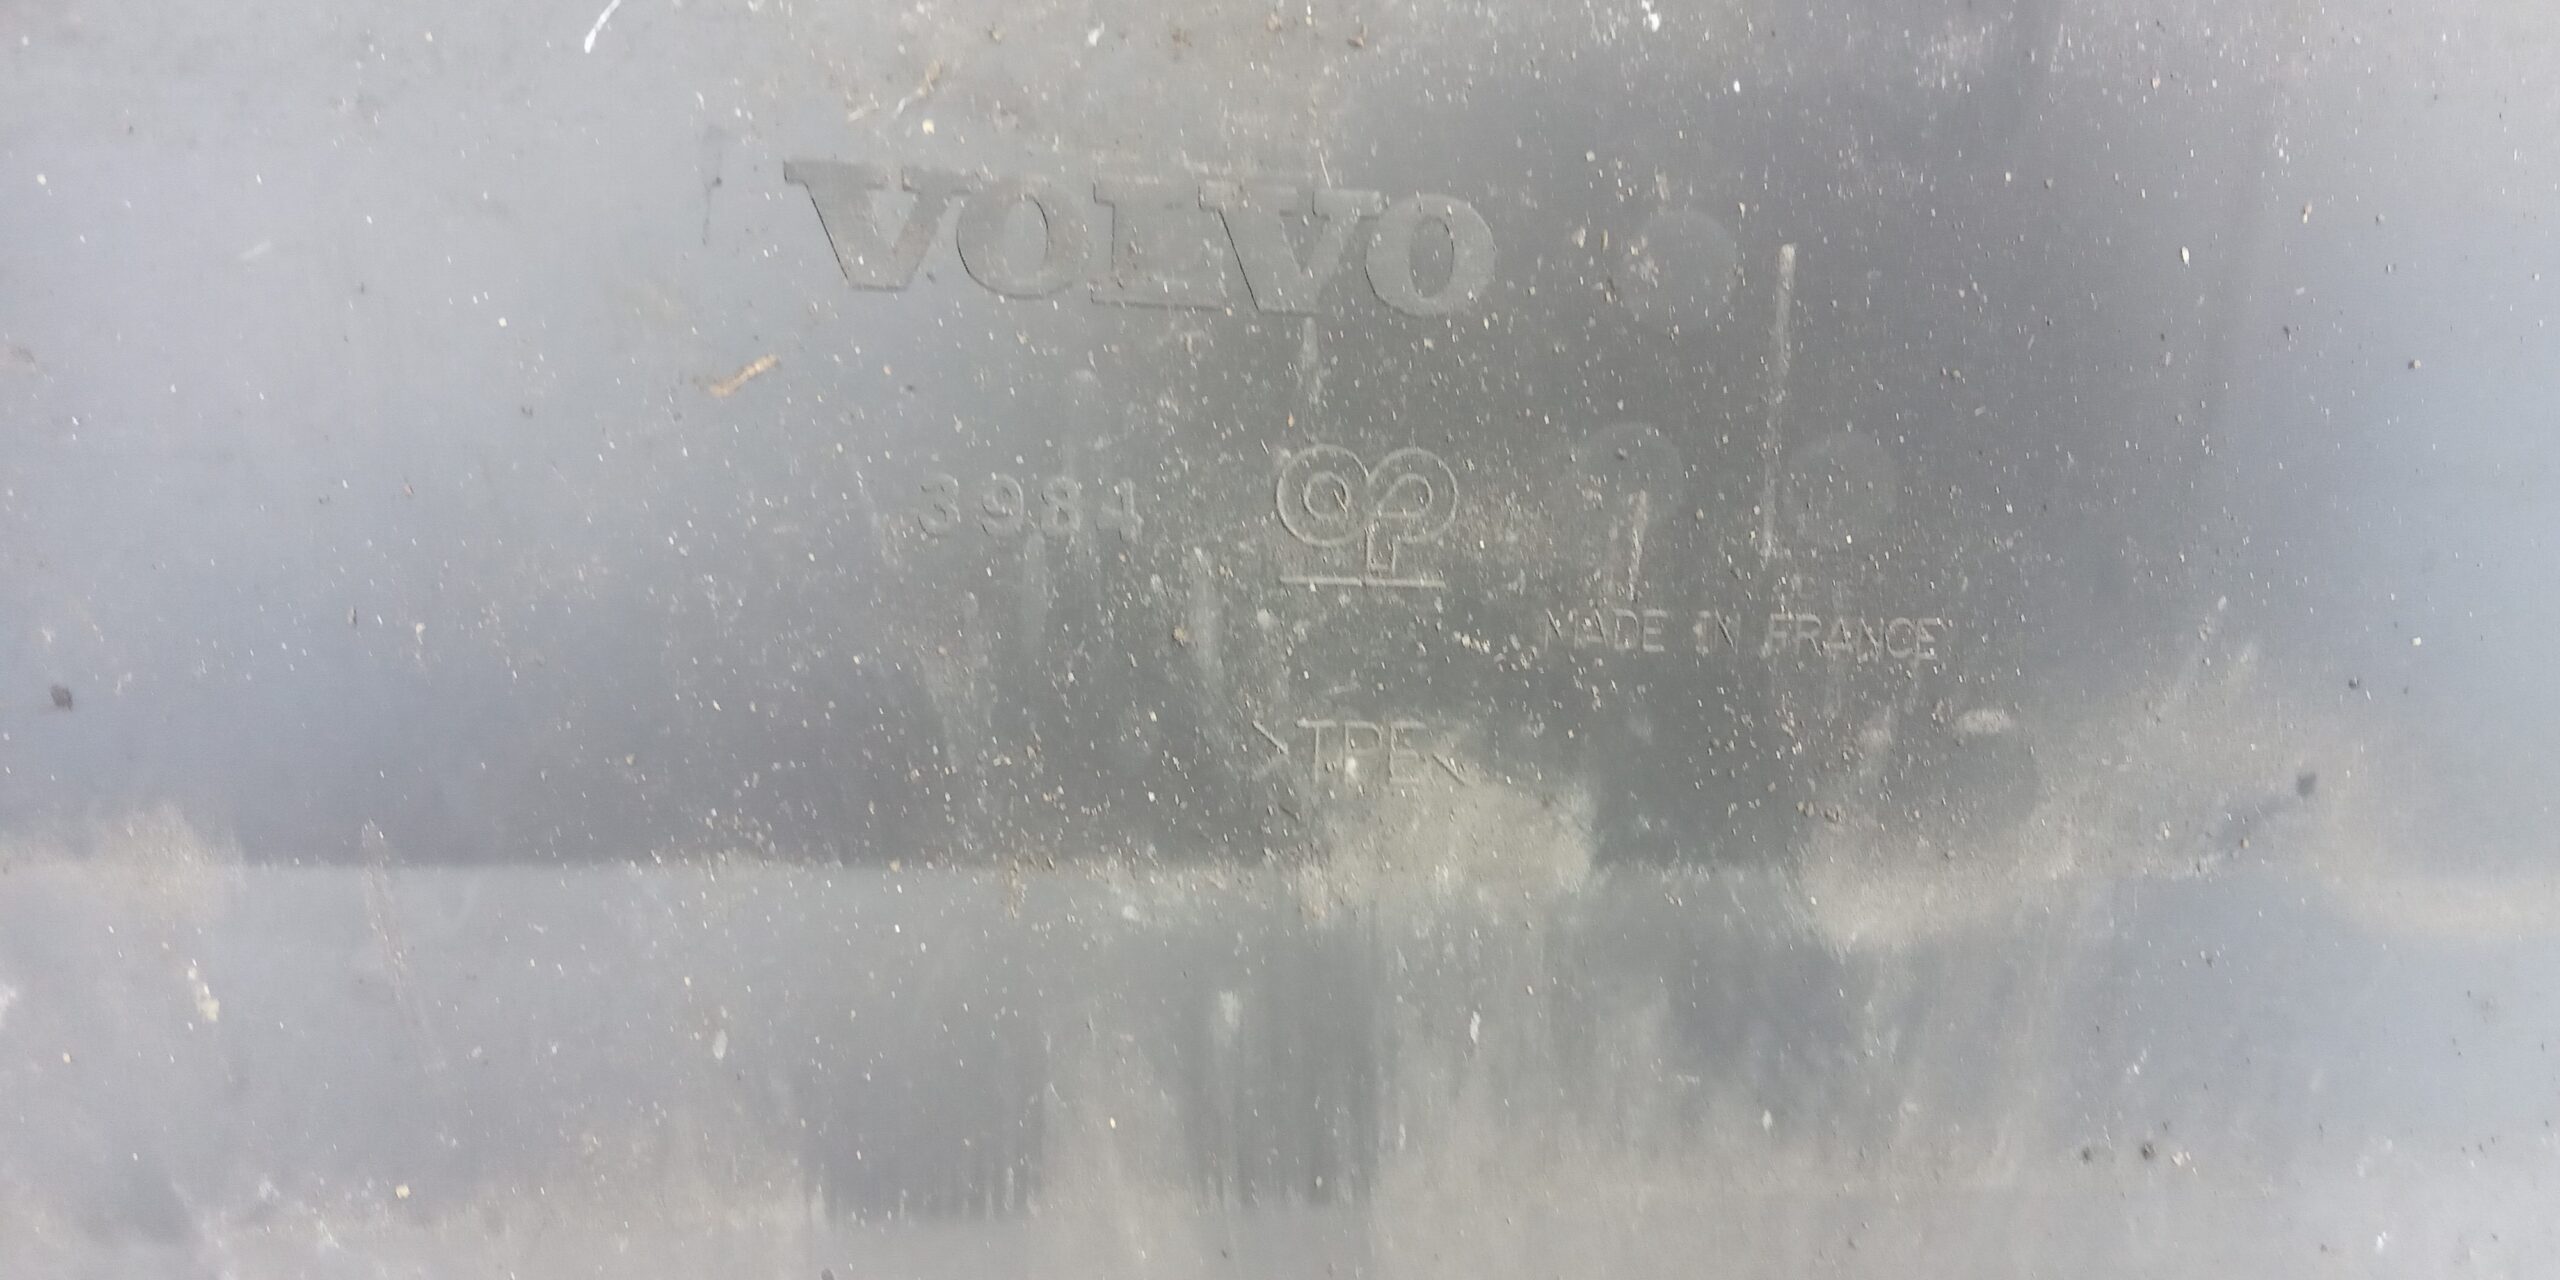 VOLVO
3984
MADE IN FRANCE
>TPE<